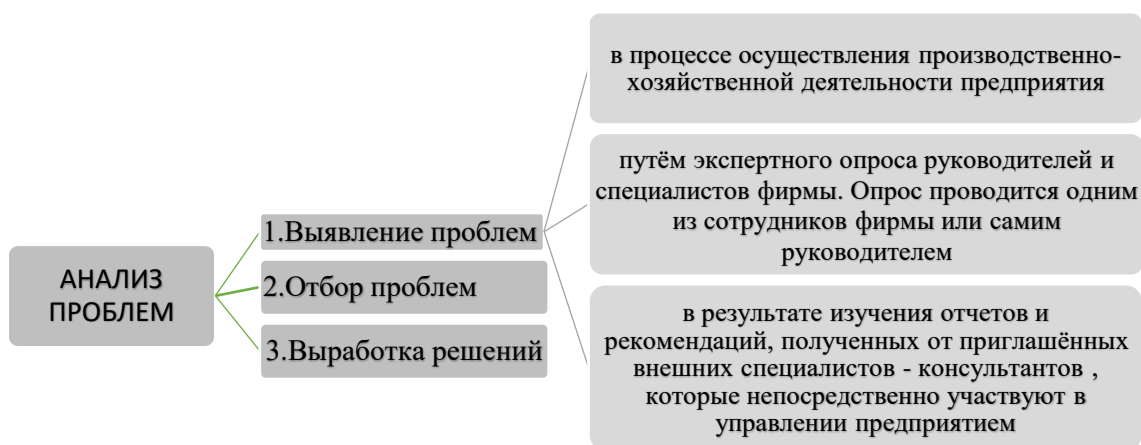 АНАЛИЗ
ПРОБЛЕМ
1.Выявление проблем
2.Отбор проблем
3.Выработка решений
в процессе осуществления производственно-
хозяйственной деятельности предприятия
путём экспертного опроса руководителей и
специалистов фирмы. Опрос проводится одним
из сотрудников фирмы или самим
руководителем
в результате изучения отчетов и
рекомендаций, полученных от приглашённых
внешних специалистов - консультантов ,
которые непосредственно участвуют в
управлении предприятием